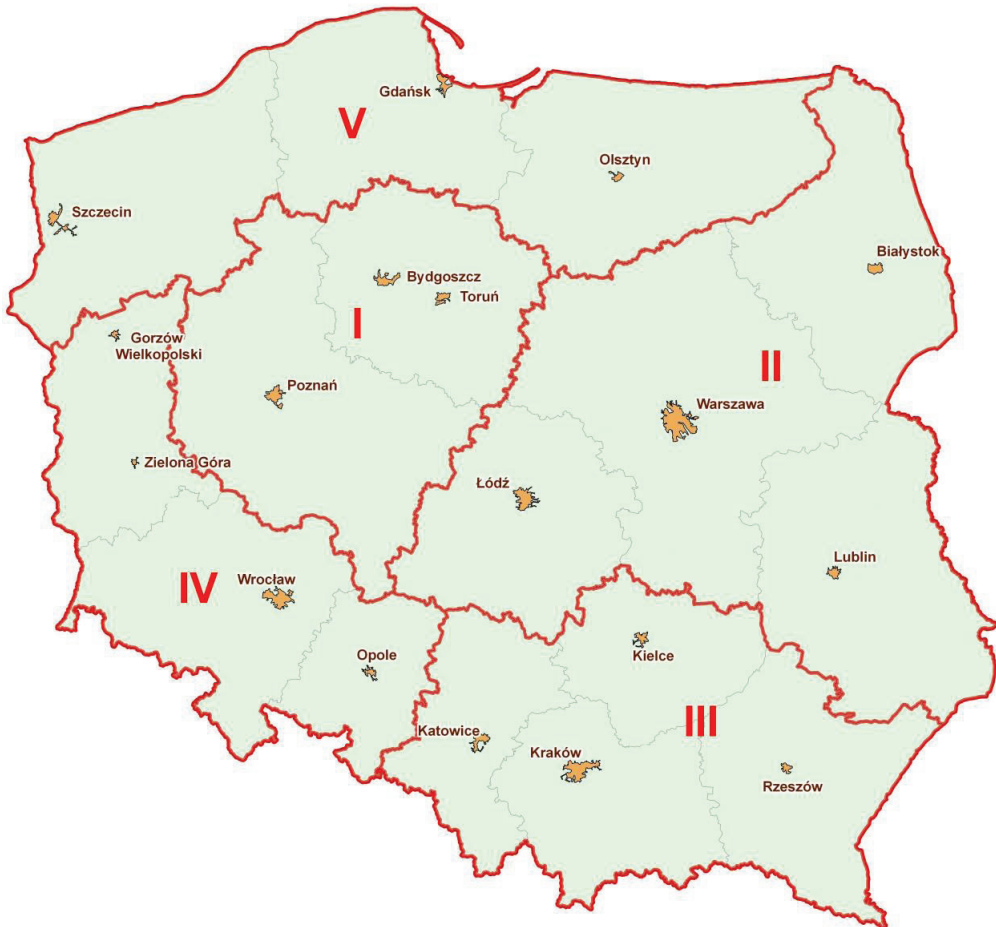 Gdańsk
V
Olsztyn
Szczecin
Białystok
Bydgoszcz
Toruń
I
Gorzów
Wielkopolski
II
Poznań
Warszawa
Zielona Góra
Łódź
Lublin
IV
Wrocław
Opole
Kielce
III
Katowice
Kraków
Rzeszów